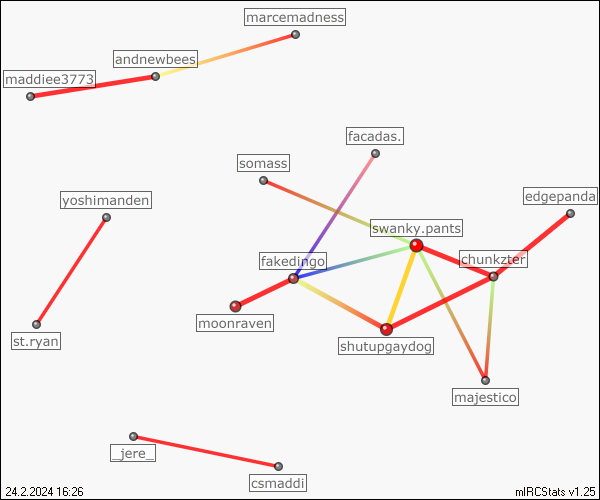 marcemadness
andnewbees
maddiee3773
facadas.
somass
edgepanda
yoshimanden
swanky.pants
chunkzter
fakedingo
moonraven
st.ryan
shutupgaydog
majestico
_jere_
csmaddi
24.2.2024 16:26
mIRCStats v1.25